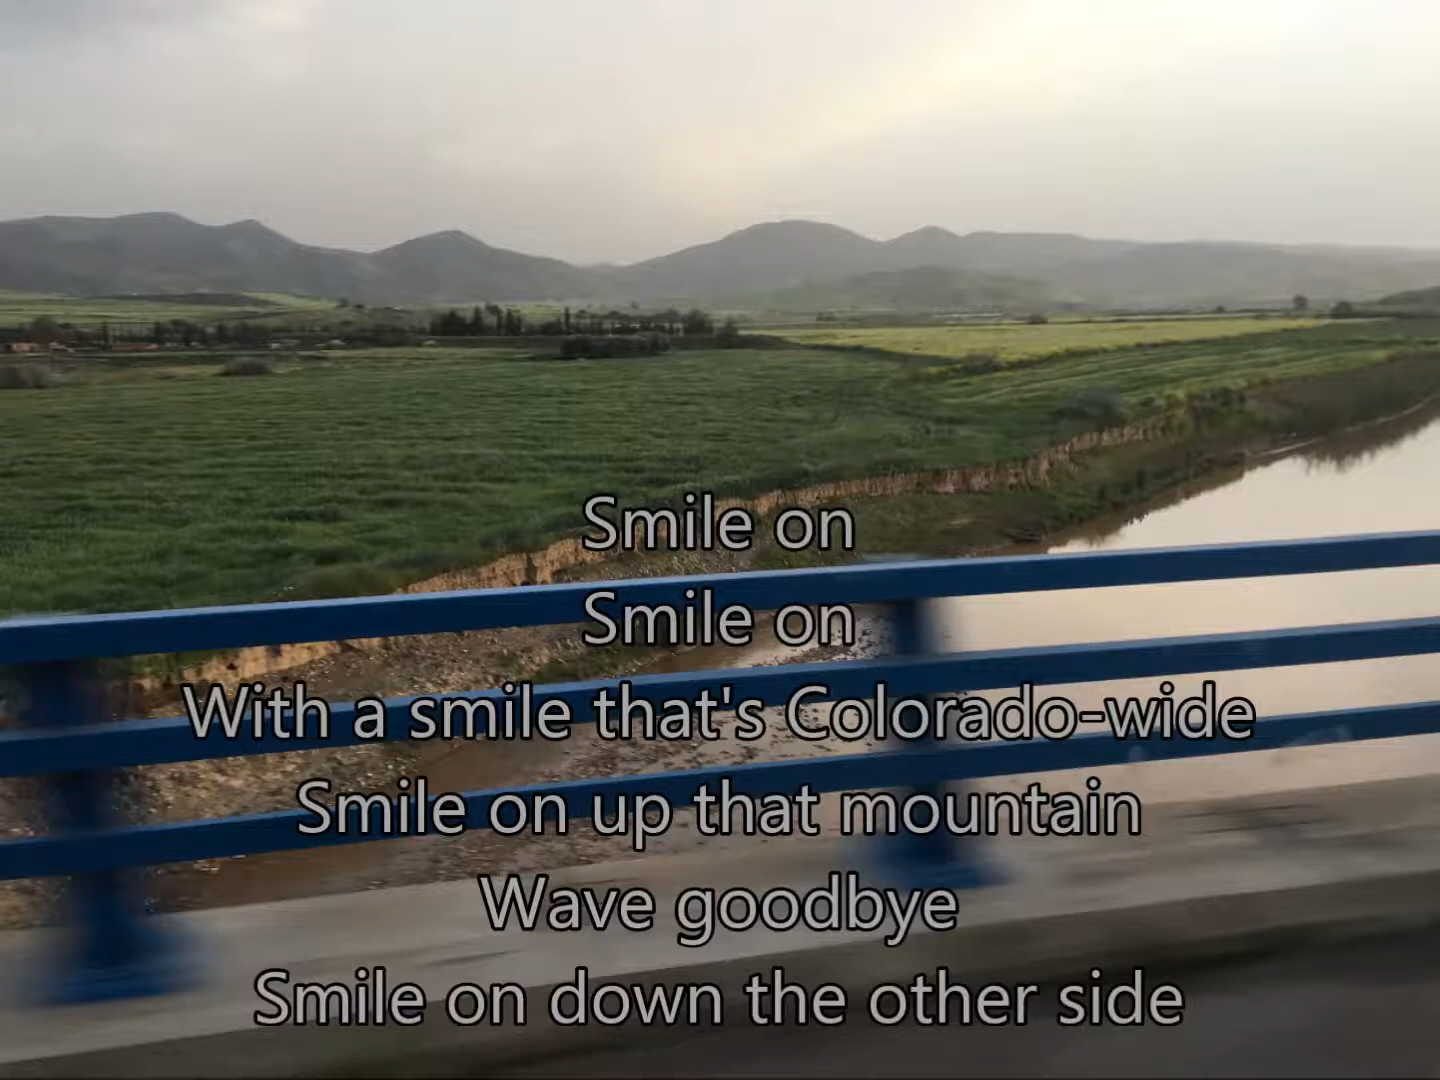 Smile on
Smile on
With a smile that's Colorado-wide
Smile on up that mountain
Wave goodbye
Smile on down the other side